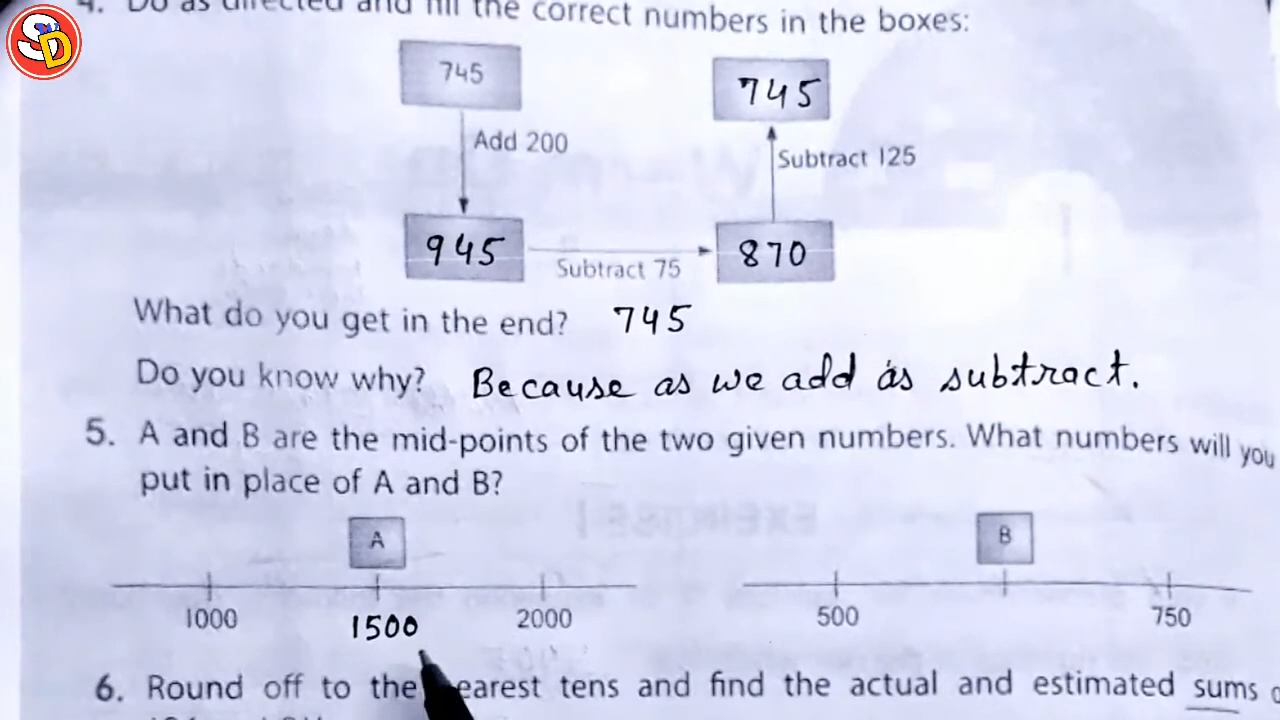 SD
4. Do as directed and fill the correct numbers in the boxes:
745
745
Add 200
Subtract 125
945
870
Subtract 75
What do you get in the end? 745
Do you know why? Because as we add as subtract.
5. A and B are the mid-points of the two given numbers. What numbers will you
put in place of A and B?
A
B
1000 1500 2000
500 750
6. Round off to the nearest tens and find the actual and estimated sums